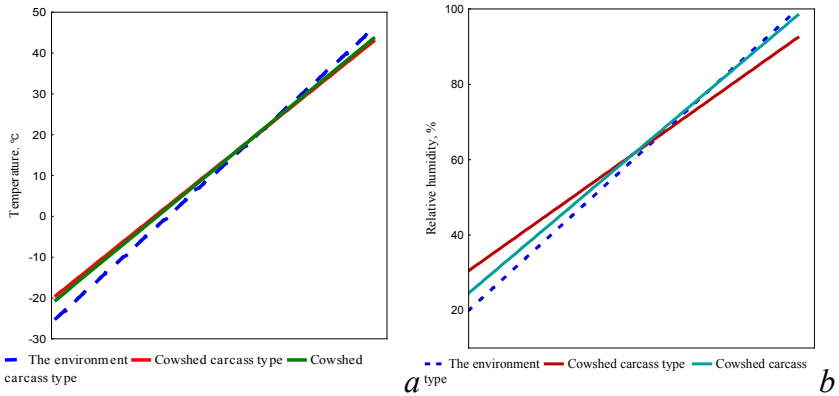 50
40
30
20
10
0
-10
-20
-30
Temperature, °C
The environment Cowshed carcass type Cowshed
carcass type
a
100
80
60
40
20
Relative humidity, %
The environment Cowshed carcass type Cowshed carcass
type
b